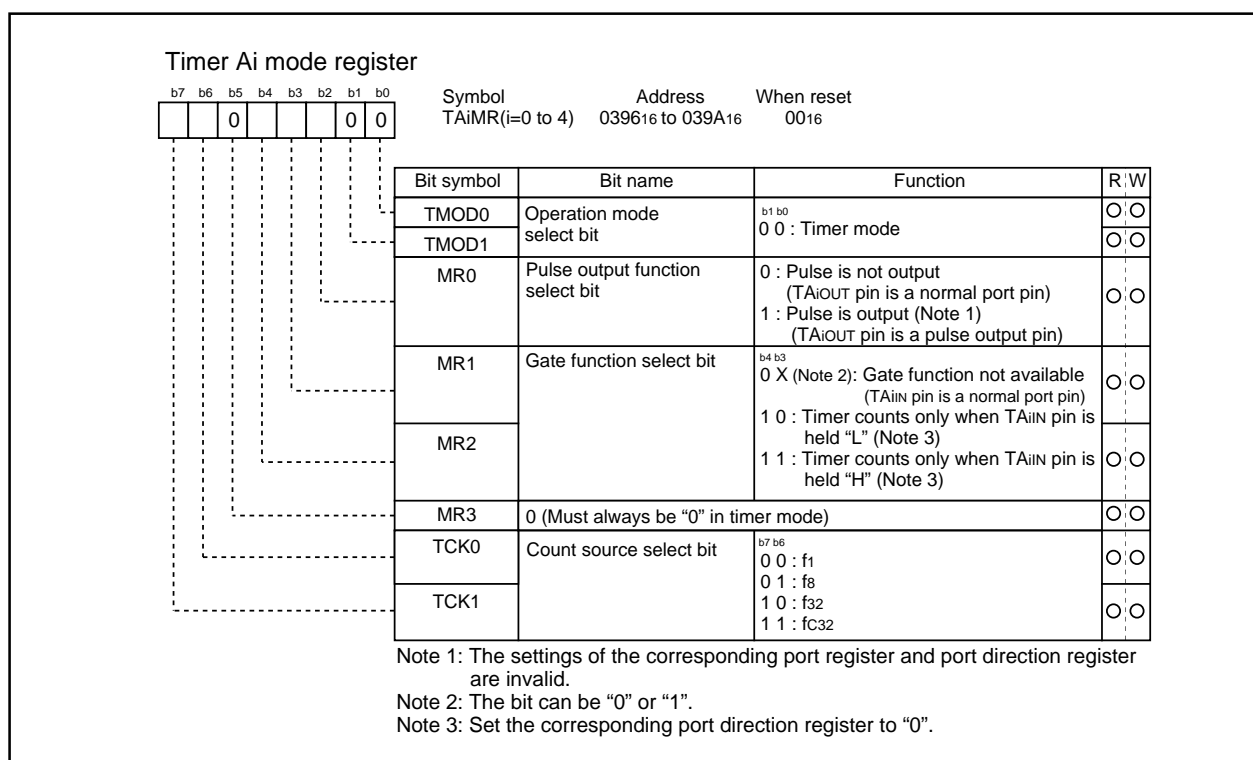 Timer Ai mode register
b7 b6 b5 b4 b3 b2 b1 b0
0 0 0
Symbol Address When reset
TAiMR(i=0 to 4) 039616 to 039A16 0016
Bit symbol Bit name Function R W
TMOD0 Operation mode select bit b1 b0
0 0 : Timer mode
TMOD1
MR0 Pulse output function select bit 0 : Pulse is not output
(TAiOUT pin is a normal port pin)
1 : Pulse is output (Note 1)
(TAiOUT pin is a pulse output pin)
MR1 Gate function select bit b4 b3
0 X (Note 2): Gate function not available
(TAiIN pin is a normal port pin)
1 0 : Timer counts only when TAiIN pin is
held “L” (Note 3)
MR2
1 1 : Timer counts only when TAiIN pin is
held “H” (Note 3)
MR3 0 (Must always be “0” in timer mode)
TCK0 Count source select bit b7 b6
0 0 : f1
0 1 : f8
TCK1
1 0 : f32
1 1 : fC32
Note 1: The settings of the corresponding port register and port direction register
are invalid.
Note 2: The bit can be “0” or “1”.
Note 3: Set the corresponding port direction register to “0”.